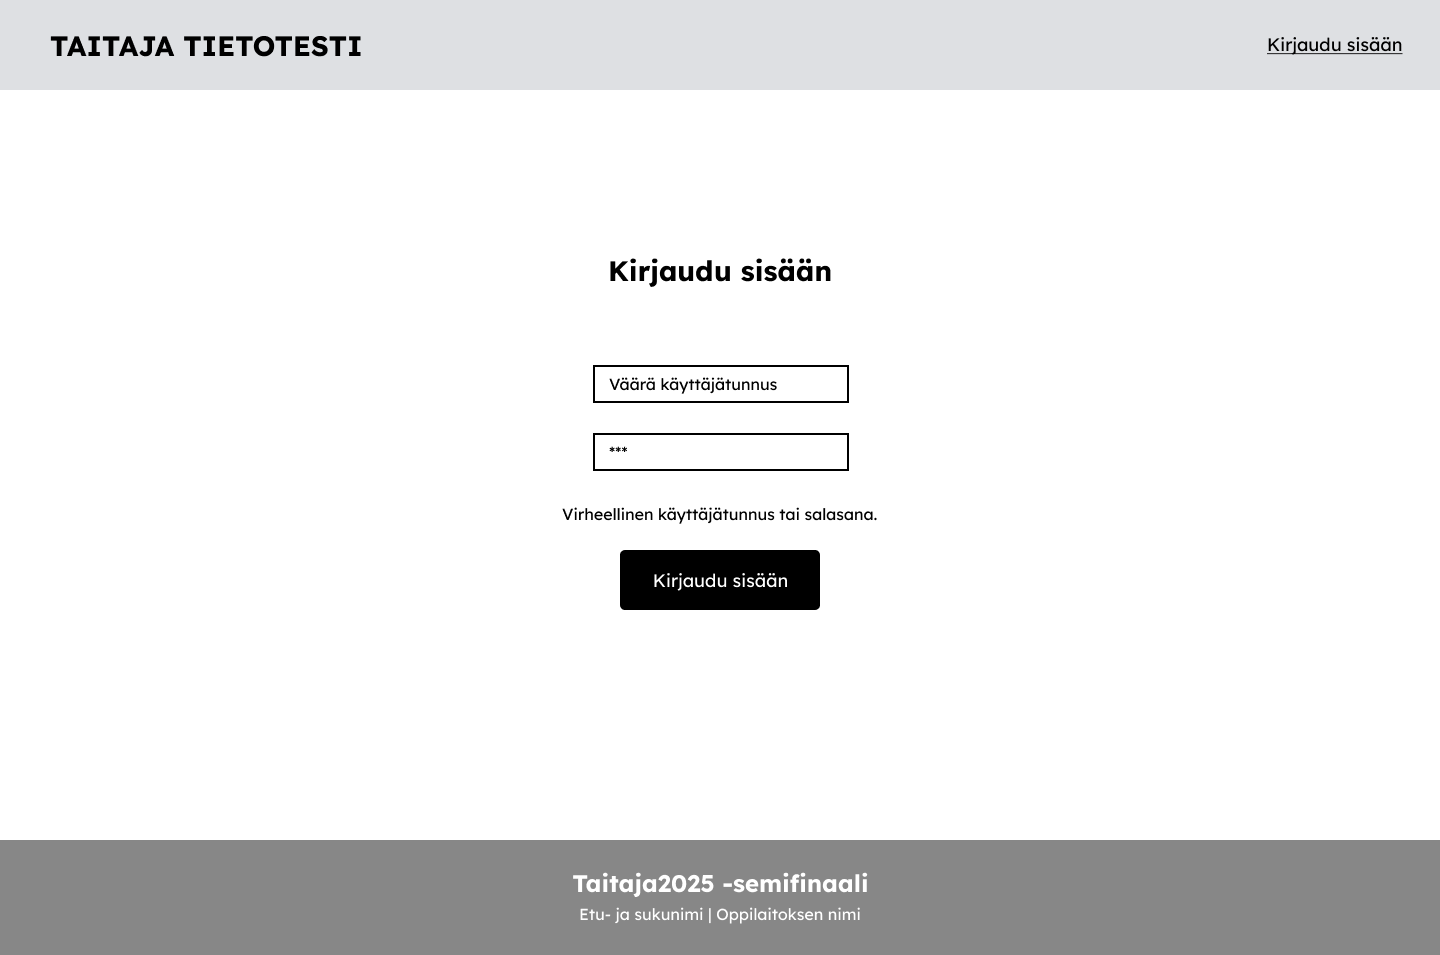 TAITAJA TIETOTESTI
Kirjaudu sisään
Kirjaudu sisään
Väärä käyttäjätunnus
***
Virheellinen käyttäjätunnus tai salasana.
Kirjaudu sisään
Taitaja2025 -semifinaali
Etu- ja sukunimi | Oppilaitoksen nimi